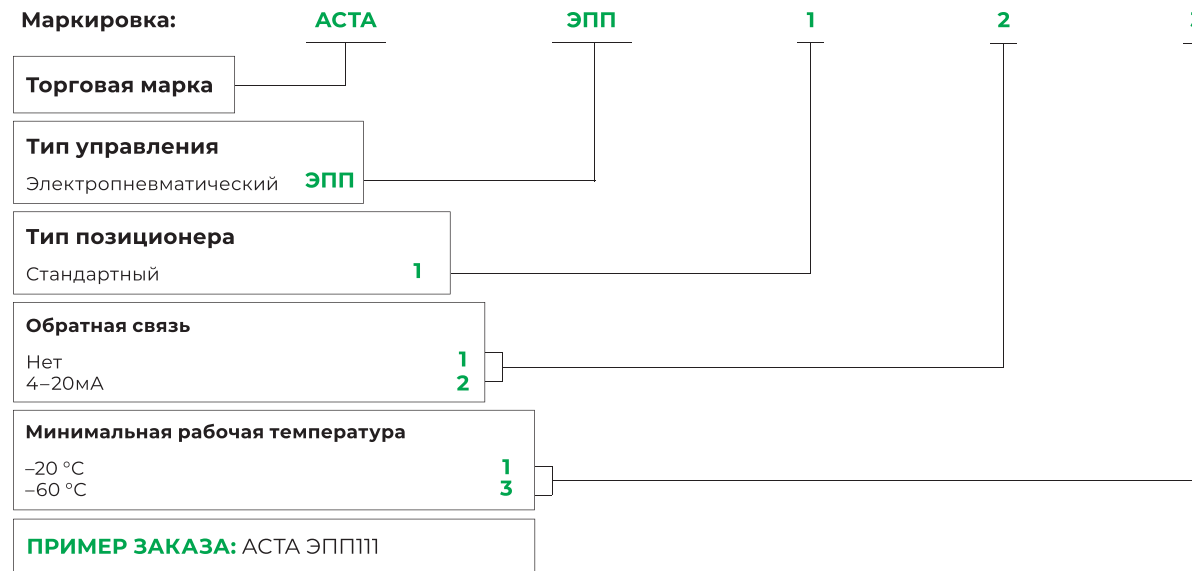 Маркировка: АСТА ЭПП 1 2
Торговая марка
Тип управления
Электропневматический ЭПП
Тип позиционера
Стандартный 1
Обратная связь
Нет 1
4–20мА 2
Минимальная рабочая температура
–20 °C 1
–60 °C 3
ПРИМЕР ЗАКАЗА: АСТА ЭПП111